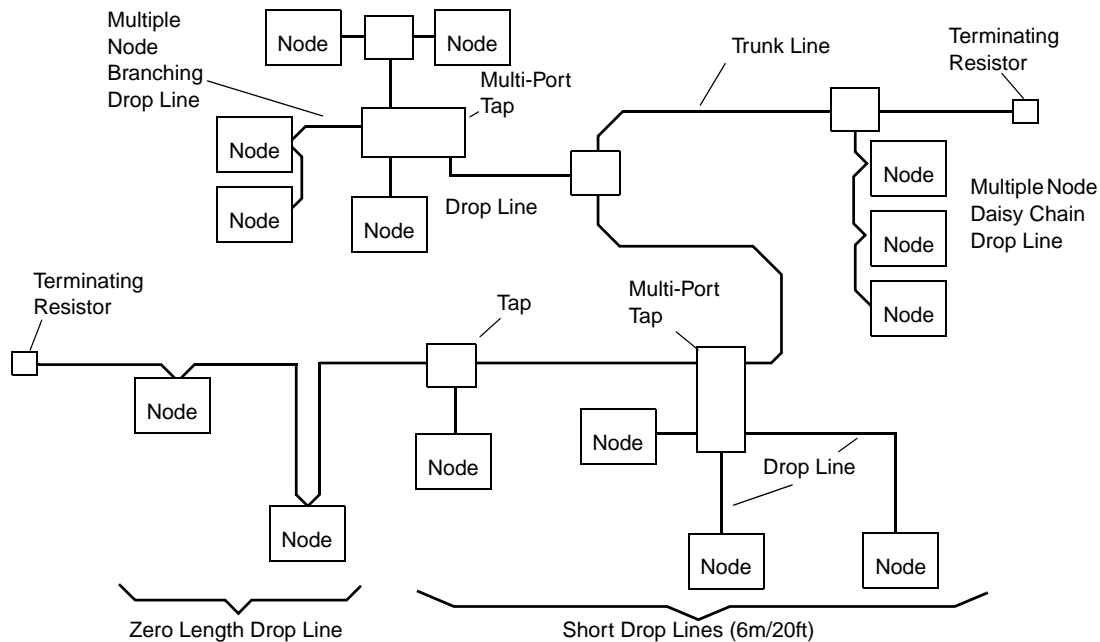 Multiple
Node
Branching
Drop Line
Node
Node
Multi-Port
Tap
Trunk Line
Terminating
Resistor
Node
Node
Node
Drop Line
Node
Node
Node
Multiple Node
Daisy Chain
Drop Line
Terminating
Resistor
Tap
Multi-Port
Tap
Node
Node
Node
Node
Drop Line
Node
Node
Node
Zero Length Drop Line
Short Drop Lines (6m/20ft)